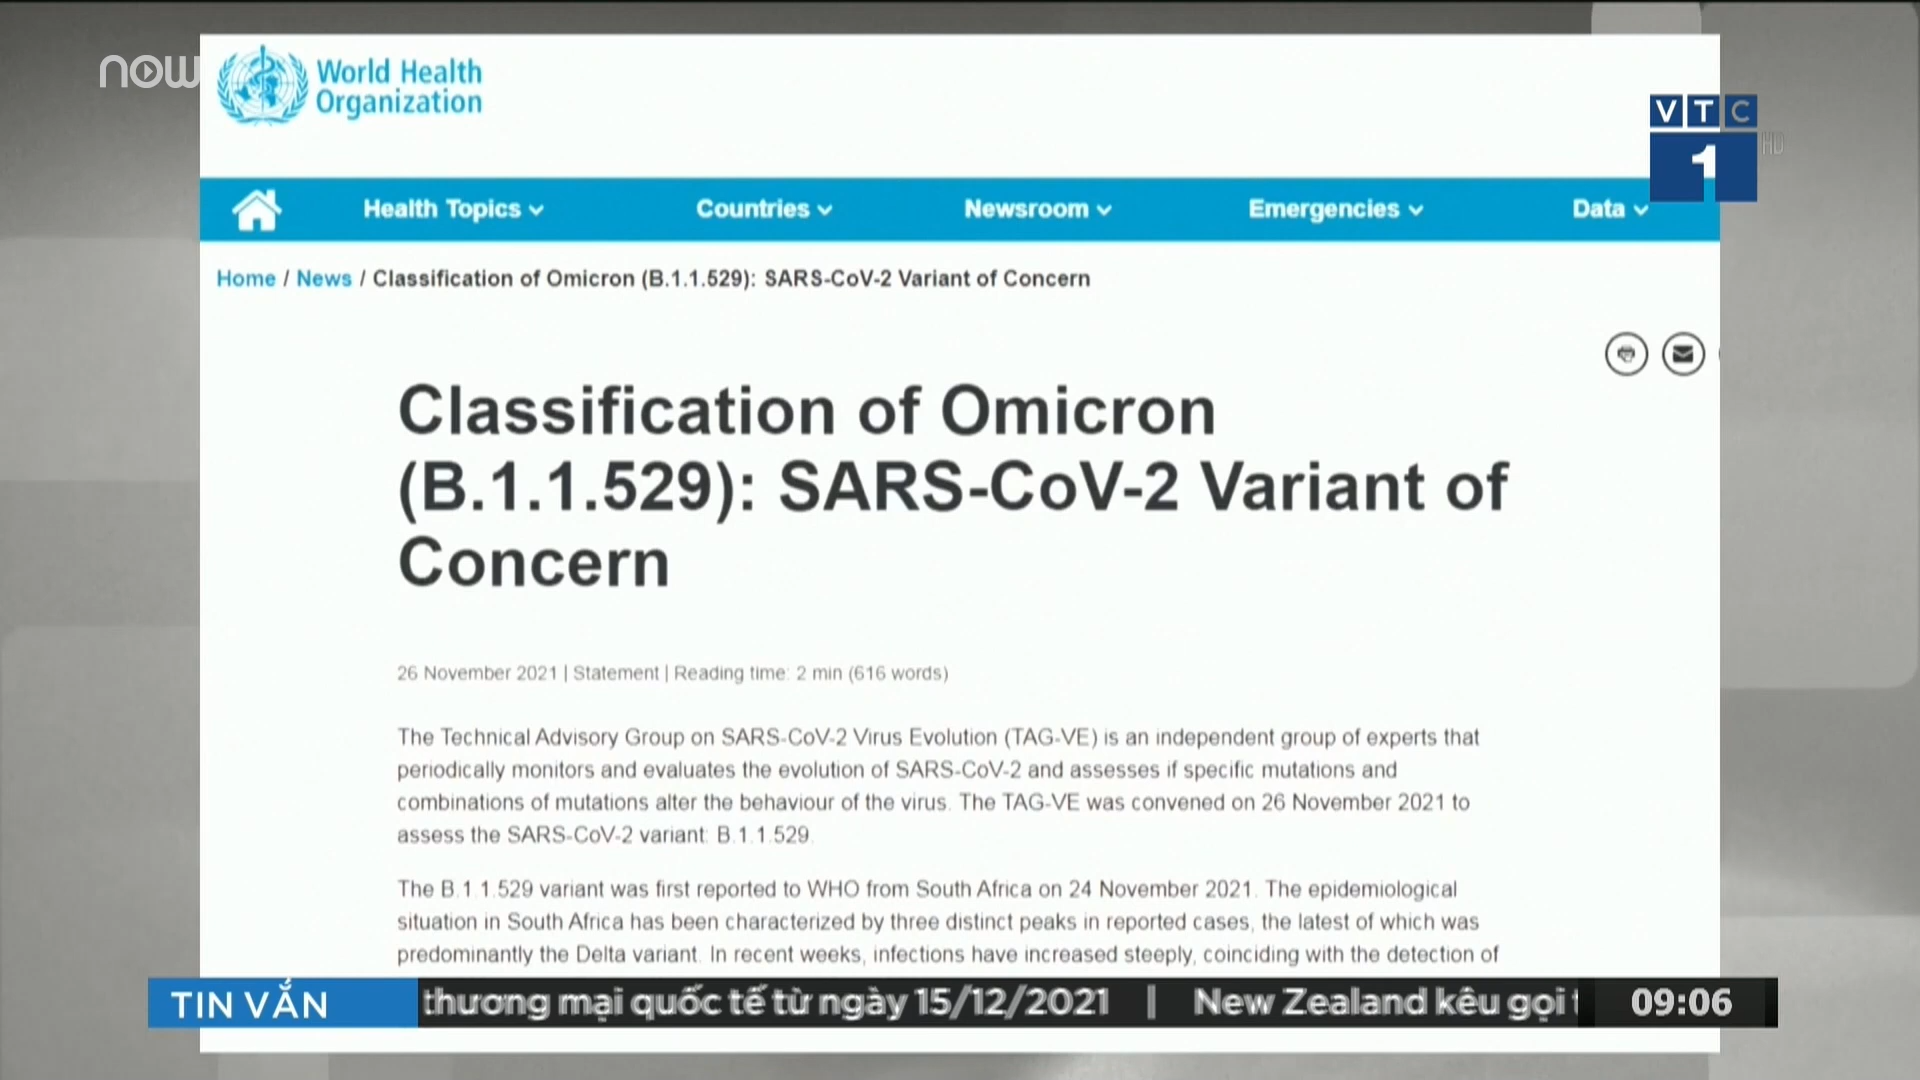 now
World Health
Organization
VTC
1
HD
Health Topics
Countries
Newsroom
Emergencies
Data
Home / News / Classification of Omicron (B.1.1.529): SARS-CoV-2 Variant of Concern
Classification of Omicron
(B.1.1.529): SARS-CoV-2 Variant of
Concern
26 November 2021 | Statement | Reading time: 2 min (616 words)
The Technical Advisory Group on SARS-CoV-2 Virus Evolution (TAG-VE) is an independent group of experts that
periodically monitors and evaluates the evolution of SARS-CoV-2 and assesses if specific mutations and
combinations of mutations alter the behaviour of the virus. The TAG-VE was convened on 26 November 2021 to
assess the SARS-CoV-2 variant: B.1.1.529.
The B.1.1.529 variant was first reported to WHO from South Africa on 24 November 2021. The epidemiological
situation in South Africa has been characterized by three distinct peaks in reported cases, the latest of which was
predominantly the Delta variant. In recent weeks, infections have increased steeply, coinciding with the detection of
TIN VẮN
thương mại quốc tế từ ngày 15/12/2021 | New Zealand kêu gọi
09:06